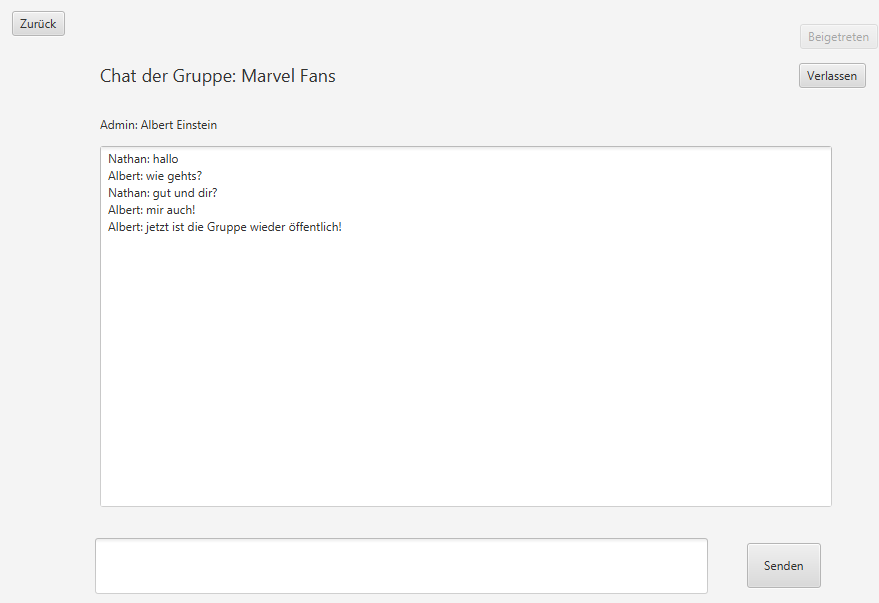 Zurück
Beigetreten
Chat der Gruppe: Marvel Fans
Verlassen
Admin: Albert Einstein
Nathan: hallo
Albert: wie gehts?
Nathan: gut und dir?
Albert: mir auch!
Albert: jetzt ist die Gruppe wieder öffentlich!
Senden